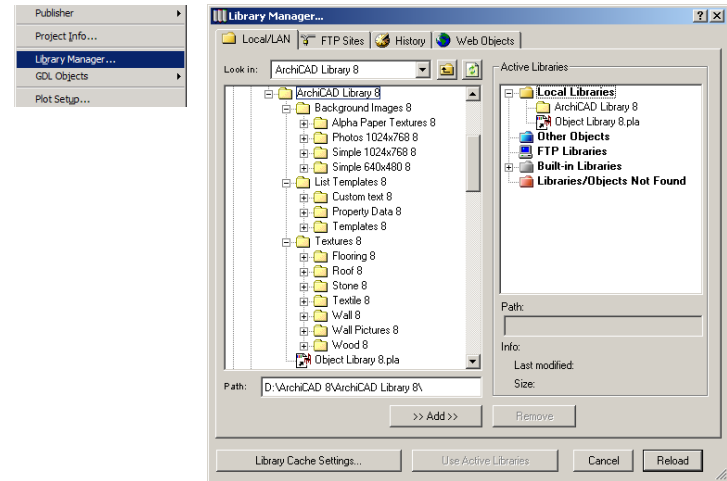 Publisher
Project Info...
Library Manager...
GDL Objects
Plot Setup...
Library Manager...
Local/LAN
FTP Sites
History
Web Objects
Look in:
ArchiCAD Library 8
ArchiCAD Library 8
Background Images 8
Alpha Paper Textures 8
Photos 1024x768 8
Simple 1024x768 8
Simple 640x480 8
List Templates 8
Custom text 8
Property Data 8
Templates 8
Textures 8
Flooring 8
Roof 8
Stone 8
Textile 8
Wall 8
Wall Pictures 8
Wood 8
Object Library 8.pla
Path: D:\ArchiCAD 8\ArchiCAD Library 8\
>> Add >>
Active Libraries
Local Libraries
ArchiCAD Library 8
Object Library 8.pla
Other Objects
FTP Libraries
Built-in Libraries
Libraries/Objects Not Found
Path:
Info:
Last modified:
Size:
Remove
Library Cache Settings...
Use Active Libraries
Cancel
Reload